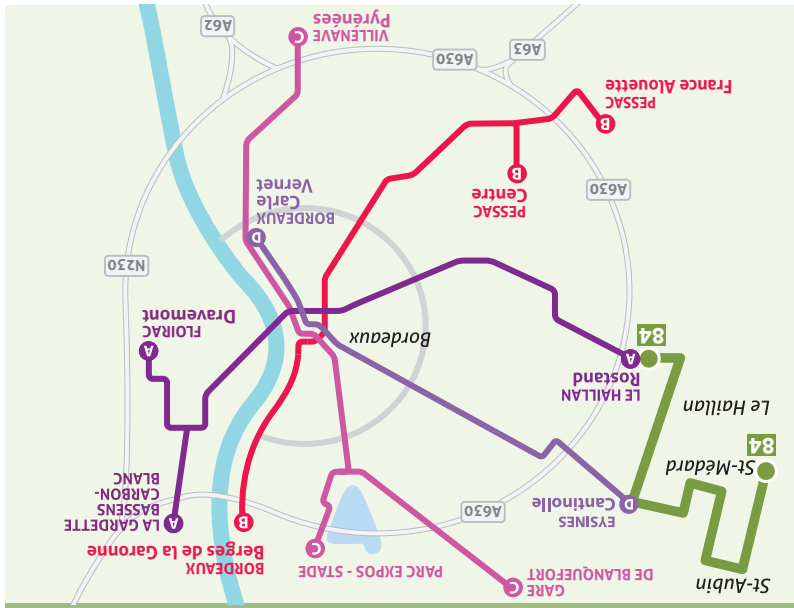 GARE
DE BLANQUEFORT
C
St-Aubin
PARC EXPOS - STADE
C
BORDEAUX
Berges de la Garonne
B
LA GARDETTE
BASSENS
CARBON-
BLANC
A
A630
EYSINES
Cantinolle
D
St-Médard
84
Le Haillan
LE HAILLAN
Rostand
A
84
Bordeaux
FLOIRAC
Dravemont
A
N230
BORDEAUX
Carle
Vernet
D
PESSAC
Centre
B
A630
PESSAC
France Alouette
B
A63
A630
VILLENAVE
Pyrénées
C
A62